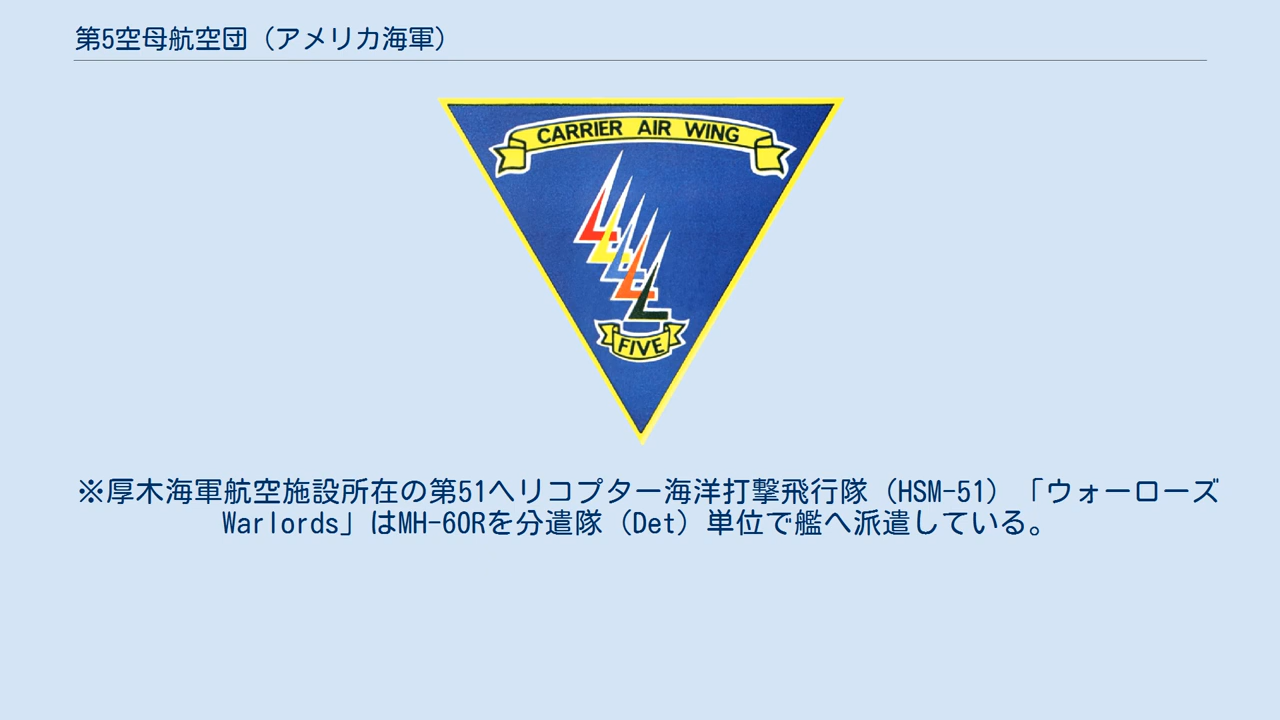 第5空母航空団（アメリカ海軍）
CARRIER AIR WING
FIVE
※厚木海軍航空施設所在の第51ヘリコプター海洋打撃飛行隊（HSM-51）「ウォーローズ
Warlords」はMH-60Rを分遣隊（Det）単位で艦へ派遣している。